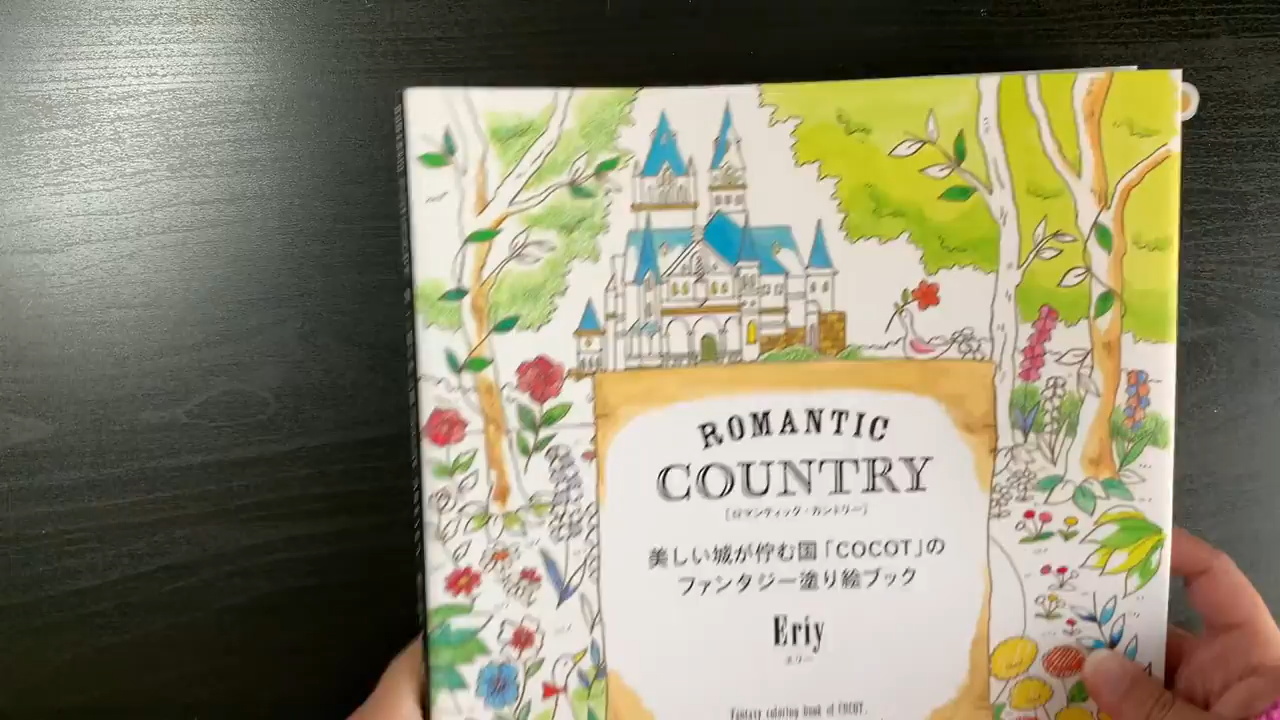 ROMANTIC
COUNTRY
[ロマンティック・カントリー]
美しい城が佇む国「COCOT」の
ファンタジー塗り絵ブック
Eriy
エリー
Fantasy coloring book of COCOT.